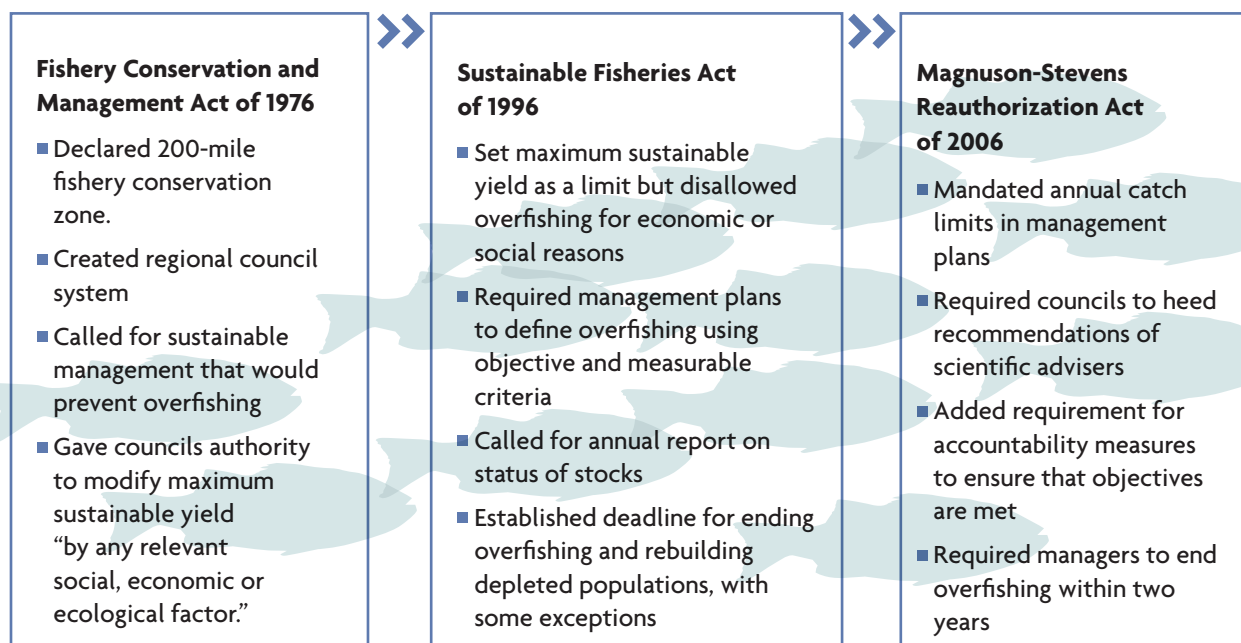 Fishery Conservation and
Management Act of 1976
Declared 200-mile
fishery conservation
zone.
Created regional council
system
Called for sustainable
management that would
prevent overfishing
Gave councils authority
to modify maximum
sustainable yield
“by any relevant
social, economic or
ecological factor.”
Sustainable Fisheries Act
of 1996
Set maximum sustainable
yield as a limit but disallowed
overfishing for economic or
social reasons
Required management plans
to define overfishing using
objective and measurable
criteria
Called for annual report on
status of stocks
Established deadline for ending
overfishing and rebuilding
depleted populations, with
some exceptions
Magnuson-Stevens
Reauthorization Act
of 2006
Mandated annual catch
limits in management
plans
Required councils to heed
recommendations of
scientific advisers
Added requirement for
accountability measures
to ensure that objectives
are met
Required managers to end
overfishing within two
years